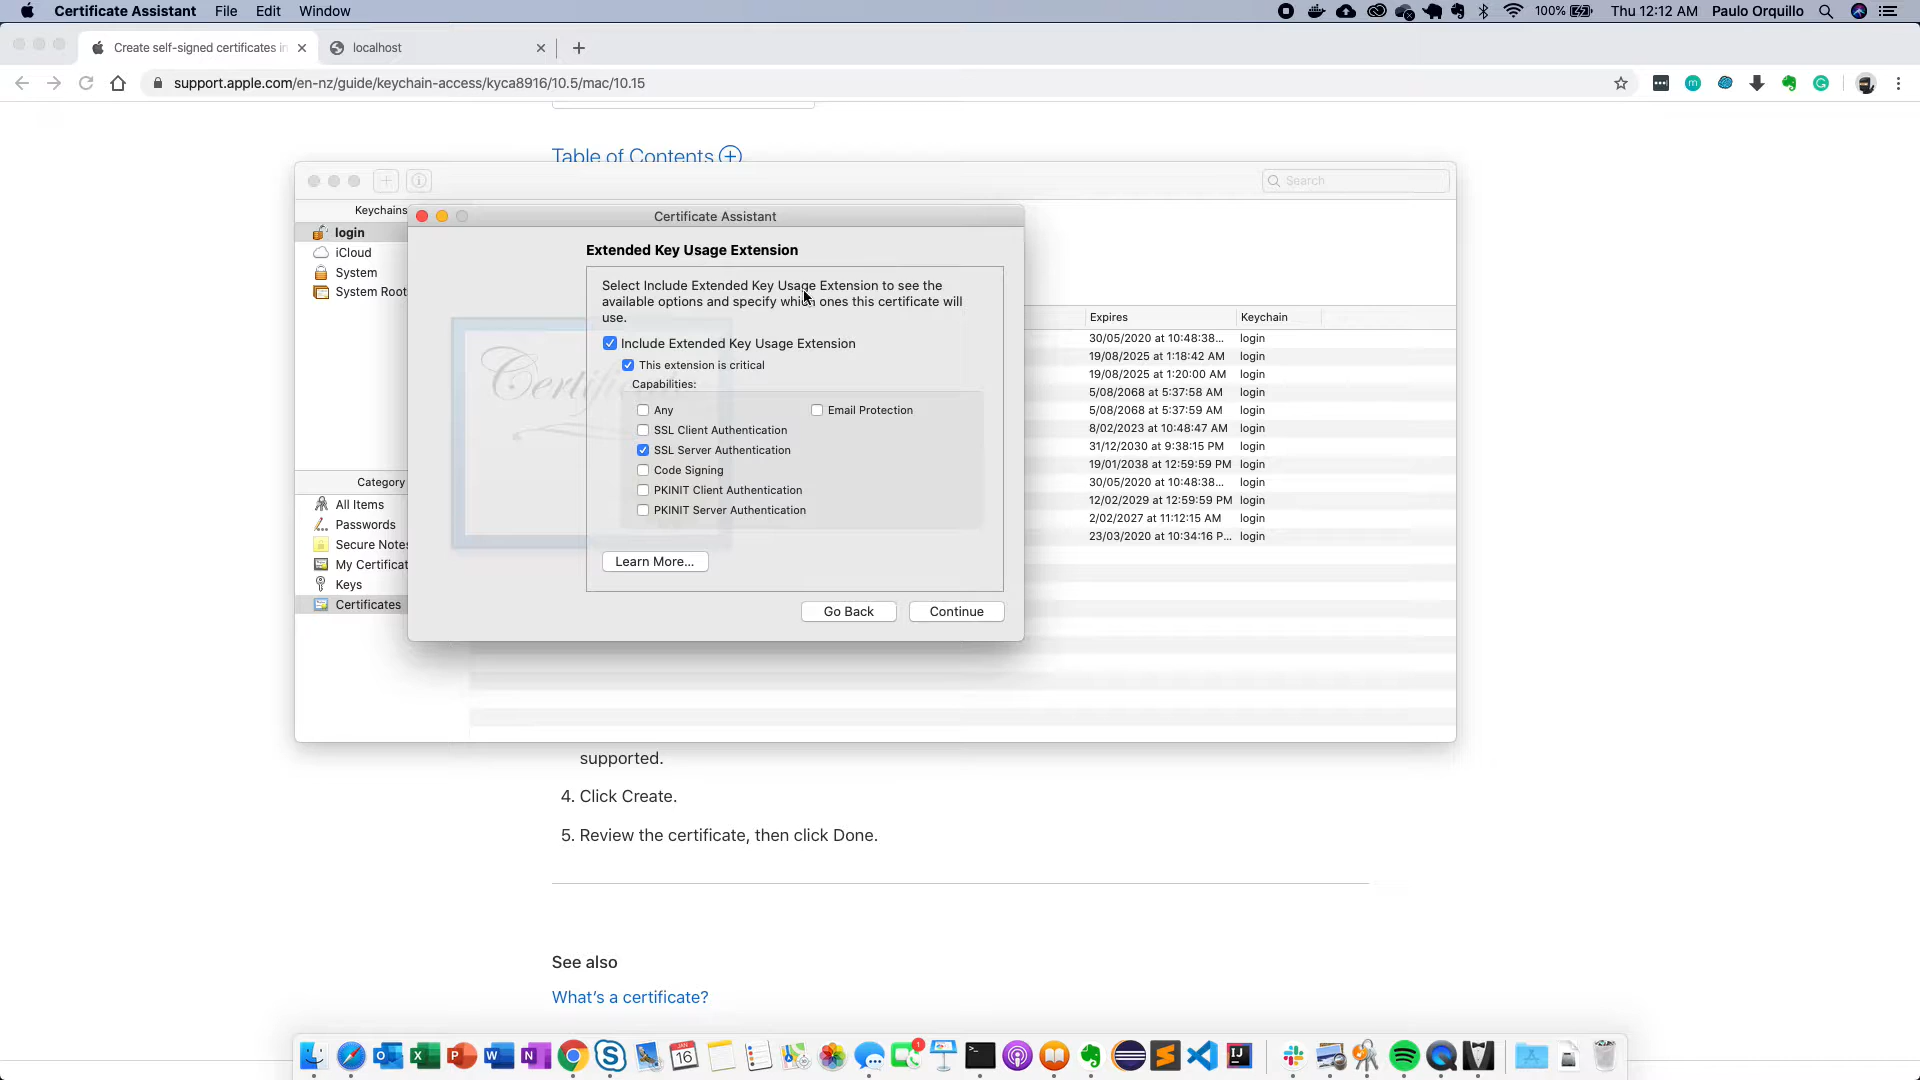 Certificate Assistant File Edit Window 100% Thu 12:12 AM Paulo Orquillo
Create self-signed certificates in localhost
support.apple.com/en-nz/guide/keychain-access/kyca8916/10.5/mac/10.15
Table of Contents
Search
Keychains
login
iCloud
System
System Root
Certificate Assistant
Extended Key Usage Extension
Select Include Extended Key Usage Extension to see the
available options and specify which ones this certificate will
use.
Include Extended Key Usage Extension
This extension is critical
Capabilities:
Any
Email Protection
SSL Client Authentication
SSL Server Authentication
Code Signing
PKINIT Client Authentication
PKINIT Server Authentication
Learn More...
Go Back Continue
Expires Keychain
30/05/2020 at 10:48:38... login
19/08/2025 at 1:18:42 AM login
19/08/2025 at 1:20:00 AM login
5/08/2068 at 5:37:58 AM login
5/08/2068 at 5:37:59 AM login
8/02/2023 at 10:48:47 AM login
31/12/2030 at 9:38:15 PM login
19/01/2038 at 12:59:59 PM login
30/05/2020 at 10:48:38... login
12/02/2029 at 12:59:59 PM login
2/02/2027 at 11:12:15 AM login
23/03/2020 at 10:34:16 P... login
Category
All Items
Passwords
Secure Notes
My Certificat
Keys
Certificates
supported.
4. Click Create.
5. Review the certificate, then click Done.
See also
What's a certificate?
JAN
16
1